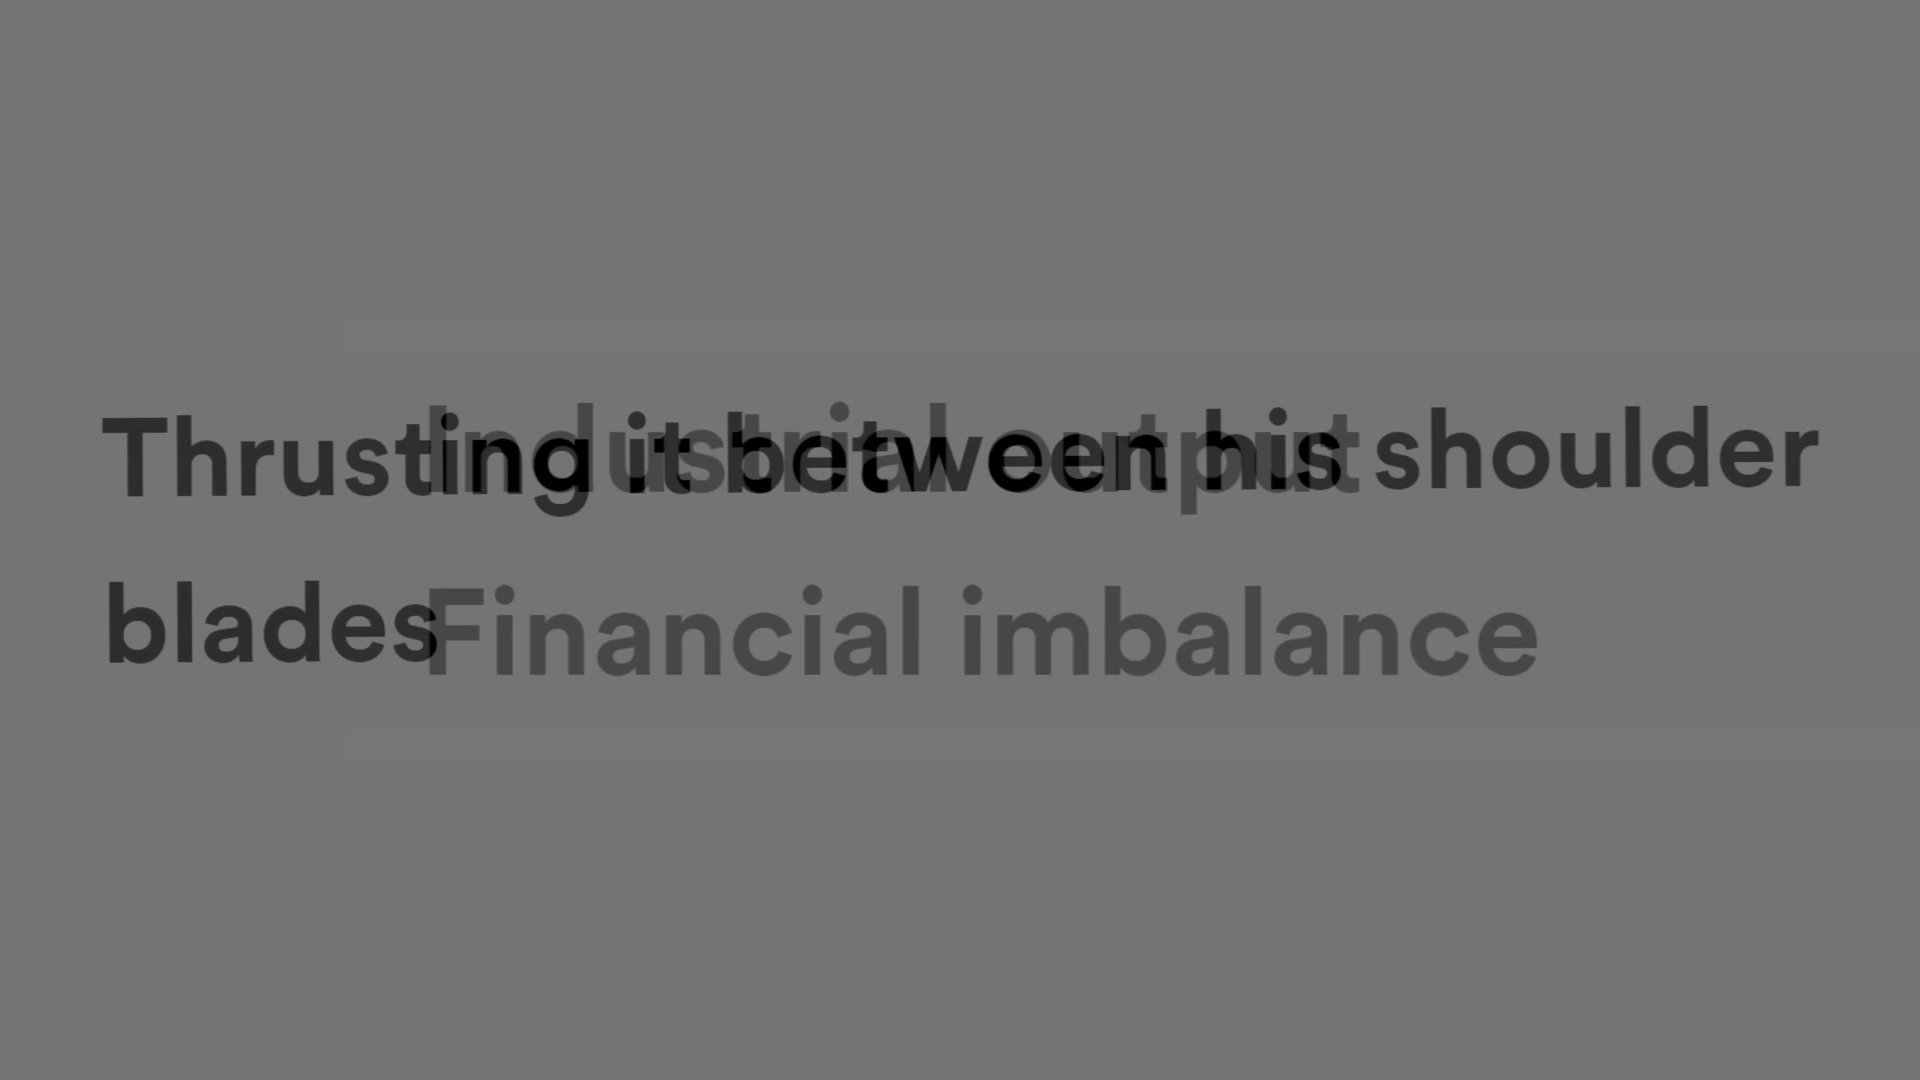 Thrusting it between his shoulder
blades
Industrial output
Financial imbalance